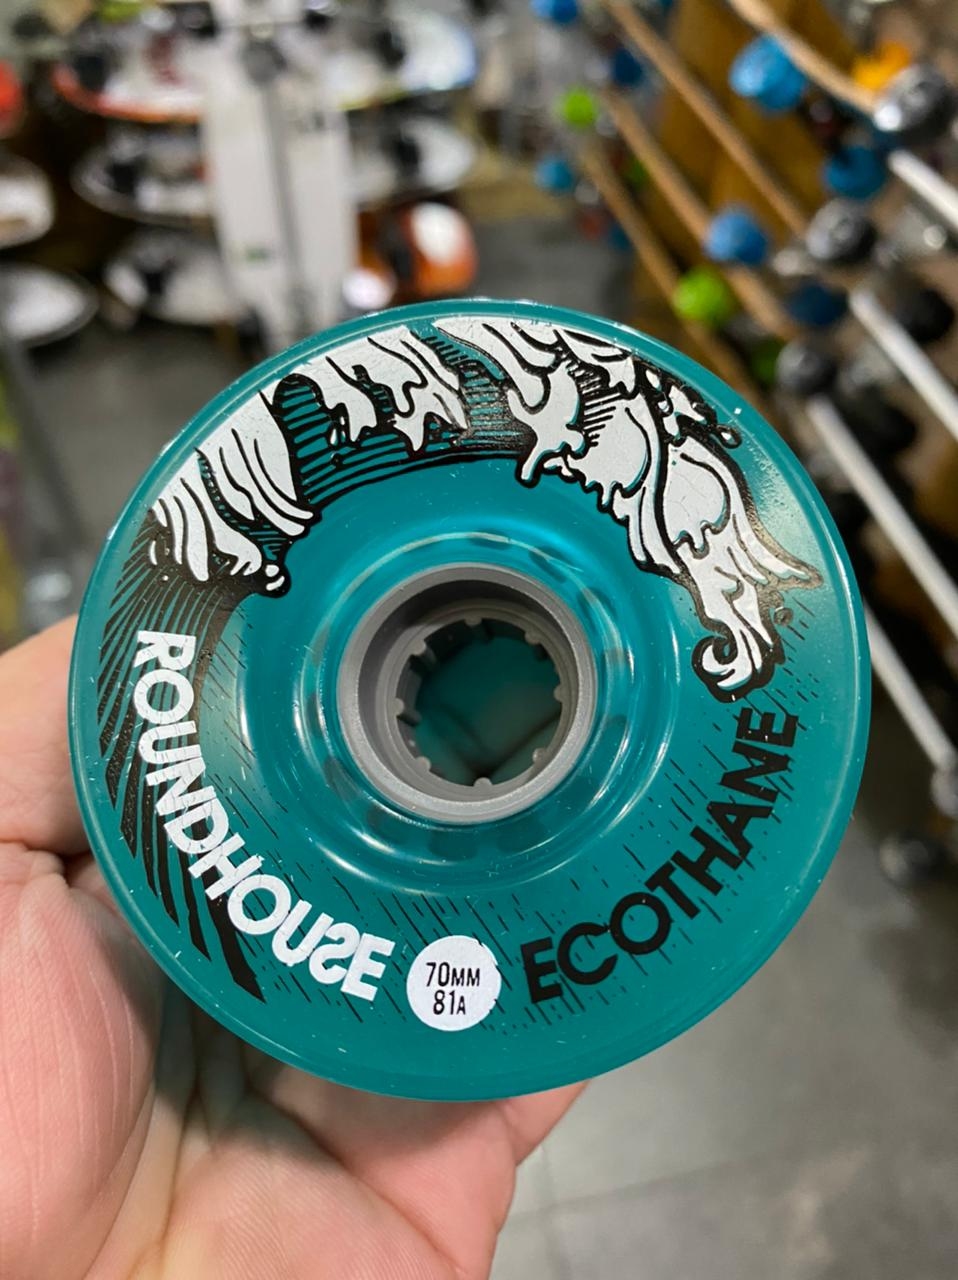 ROUNDHOUSE
70MM
81A
ECOTHANE